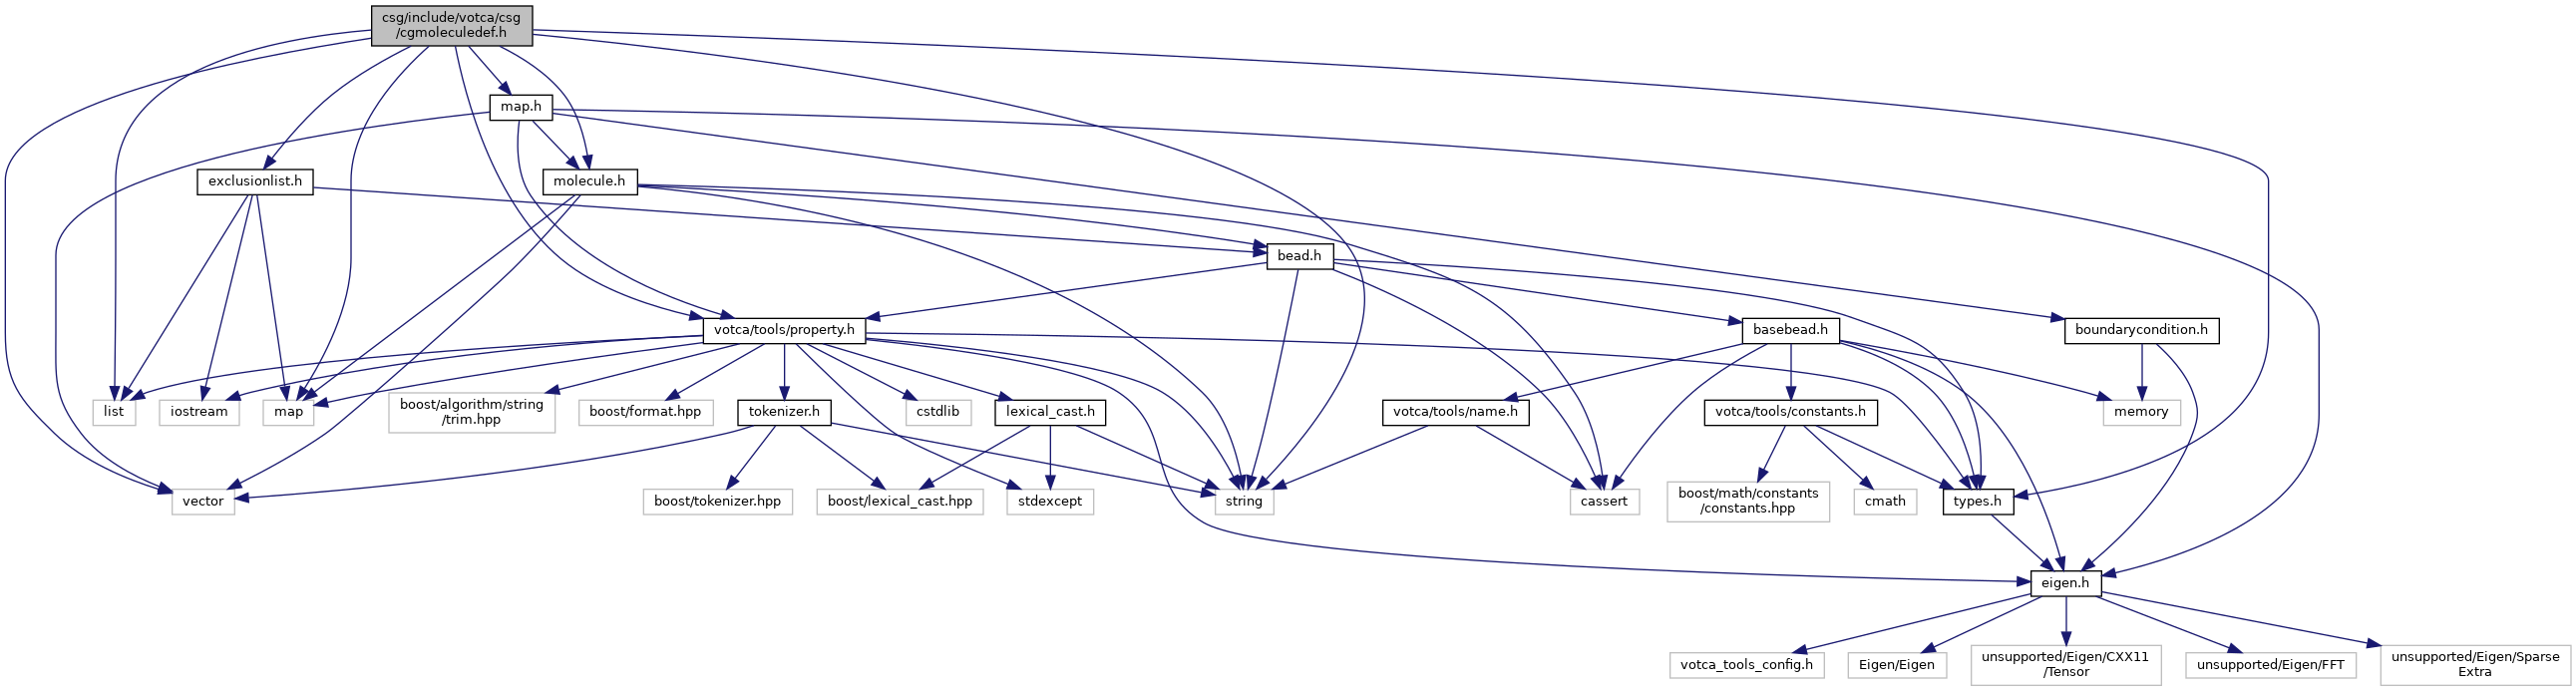 csg/include/votca/csg
/cgmoleculedef.h
map.h
exclusionlist.h
molecule.h
bead.h
votca/tools/property.h
basebead.h
boundarycondition.h
list
iostream
map
boost/algorithm/string
/trim.hpp
boost/format.hpp
tokenizer.h
cstdlib
lexical_cast.h
votca/tools/name.h
votca/tools/constants.h
memory
vector
boost/tokenizer.hpp
boost/lexical_cast.hpp
stdexcept
string
cassert
boost/math/constants
/constants.hpp
cmath
types.h
eigen.h
votca_tools_config.h
Eigen/Eigen
unsupported/Eigen/CXX11
/Tensor
unsupported/Eigen/FFT
unsupported/Eigen/Sparse
Extra